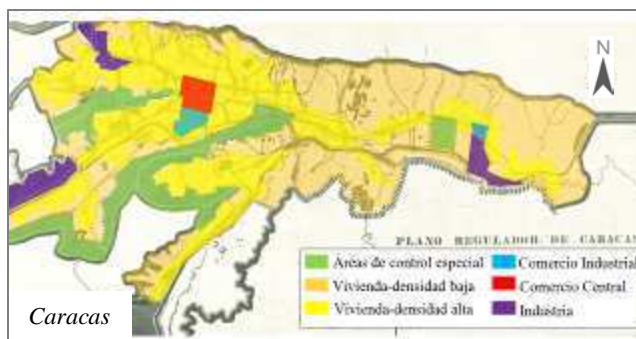 N
PLANO REGULADOR DE CARACAS
Áreas de control especial
Comercio Industrial
Vivienda-densidad baja
Comercio Central
Vivienda-densidad alta
Industria
Caracas